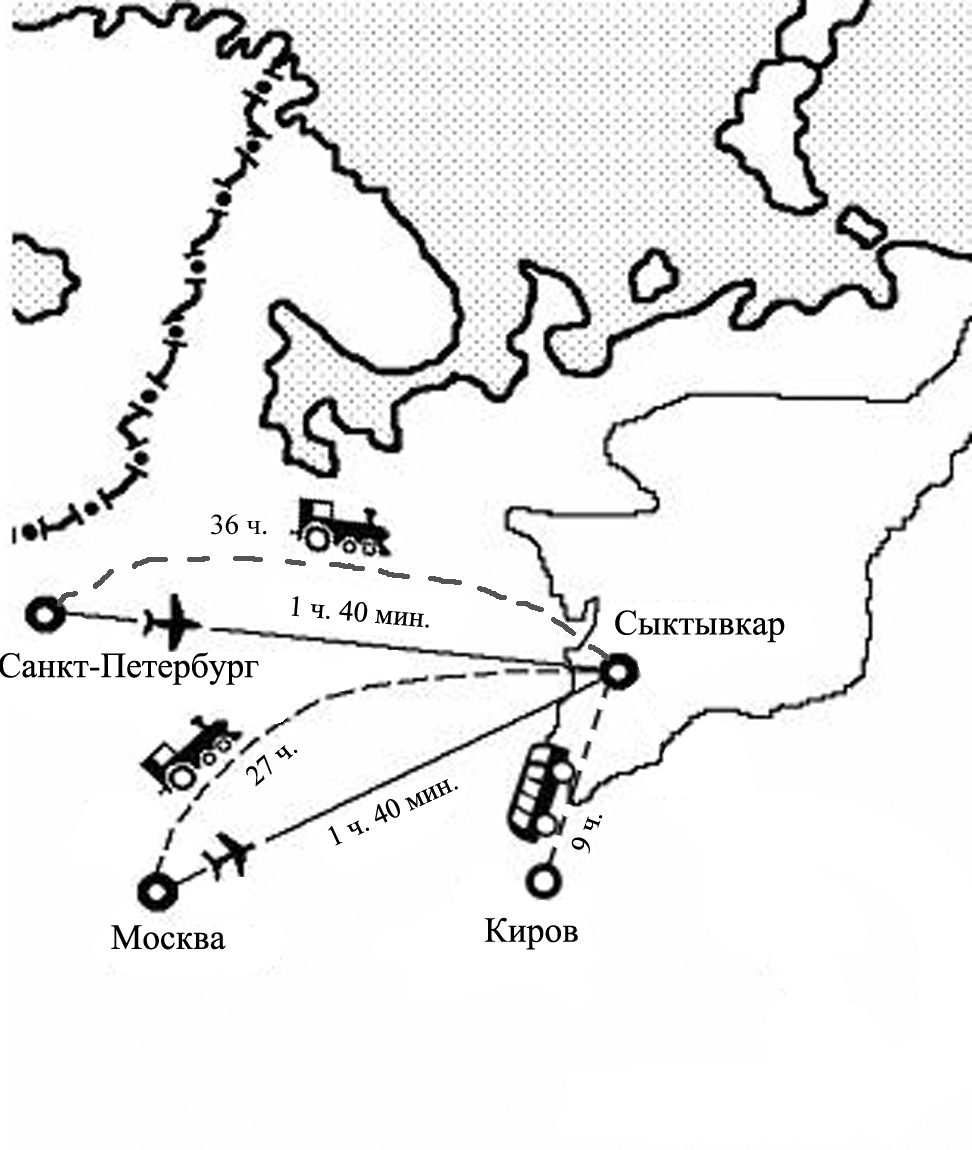 36 ч.
1 ч. 40 мин.
Сыктывкар
Санкт-Петербург
27 ч.
1 ч. 40 мин.
9 ч.
Москва
Киров